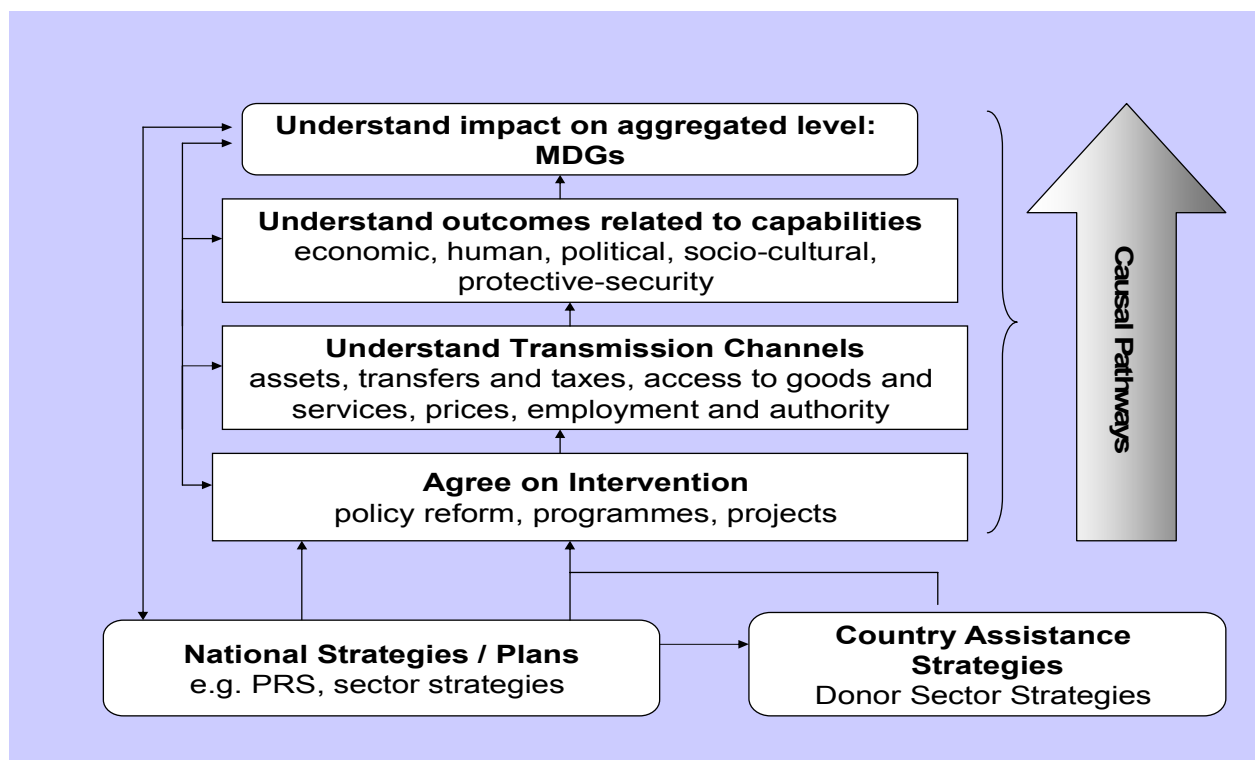 Understand impact on aggregated level:
MDGs
Understand outcomes related to capabilities
economic, human, political, socio-cultural,
protective-security
Understand Transmission Channels
assets, transfers and taxes, access to goods and
services, prices, employment and authority
Agree on Intervention
policy reform, programmes, projects
National Strategies / Plans
e.g. PRS, sector strategies
Country Assistance
Strategies
Donor Sector Strategies
Causal Pathways